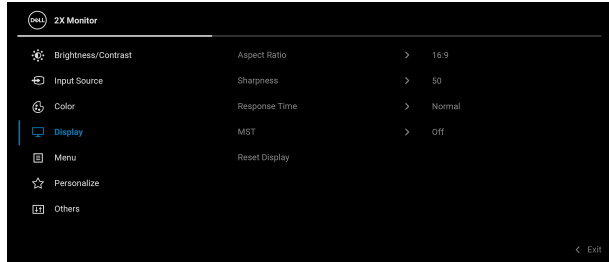 DELL 2X Monitor
Brightness/Contrast
Input Source
Color
Display
Menu
Personalize
Others
Aspect Ratio > 16:9
Sharpness > 50
Response Time > Normal
MST > Off
Reset Display
< Exit